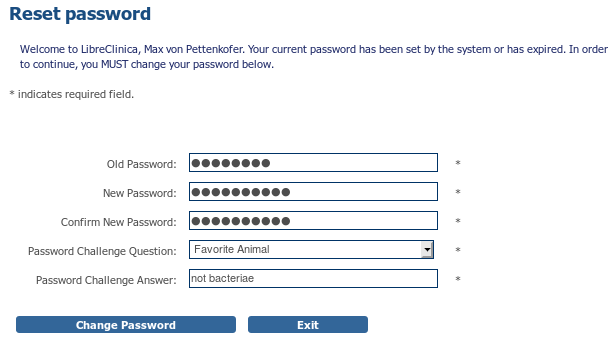 Reset password
Welcome to LibreClinica, Max von Pettenkofer. Your current password has been set by the system or has expired. In order
to continue, you MUST change your password below.
* indicates required field.
Old Password: ●●●●●●●● *
New Password: ●●●●●●●●●● *
Confirm New Password: ●●●●●●●●●● *
Password Challenge Question: Favorite Animal *
Password Challenge Answer: not bacteriae *
Change Password Exit